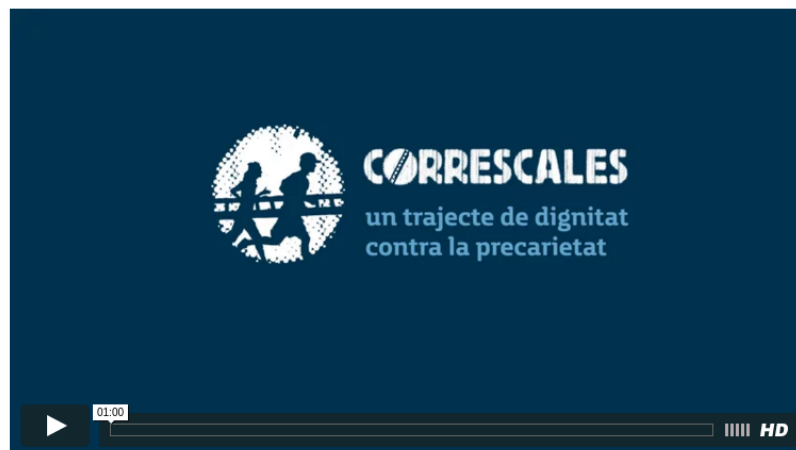 CORRESCALES
un trajecte de dignitat
contra la precarietat
01:00
HD